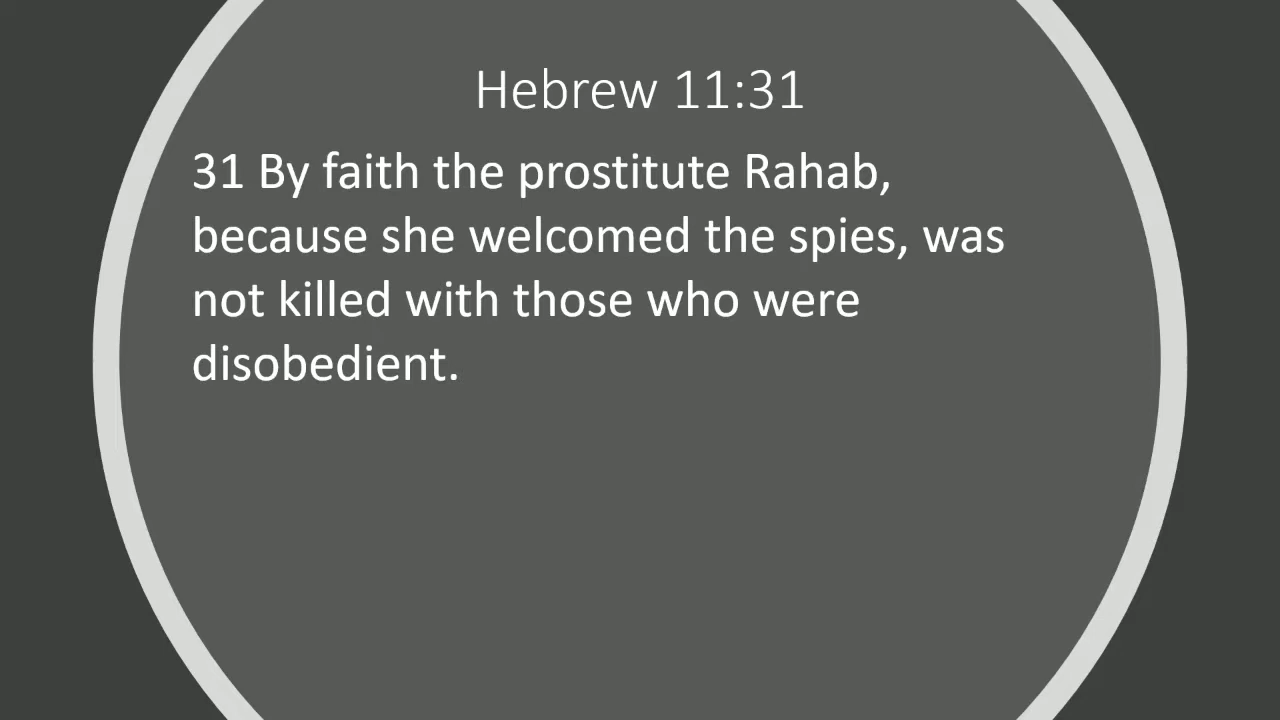 Hebrew 11:31
31 By faith the prostitute Rahab,
because she welcomed the spies, was
not killed with those who were
disobedient.